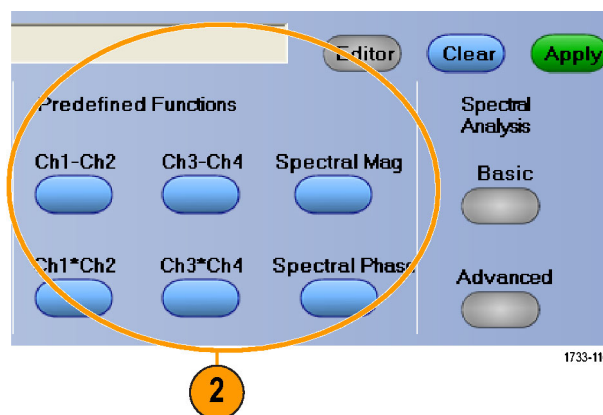 Editor Clear Apply
Predefined Functions
Spectral
Analysis
Ch1-Ch2 Ch3-Ch4 Spectral Mag
Basic
Ch1*Ch2 Ch3*Ch4 Spectral Phase
Advanced
1733-11
2